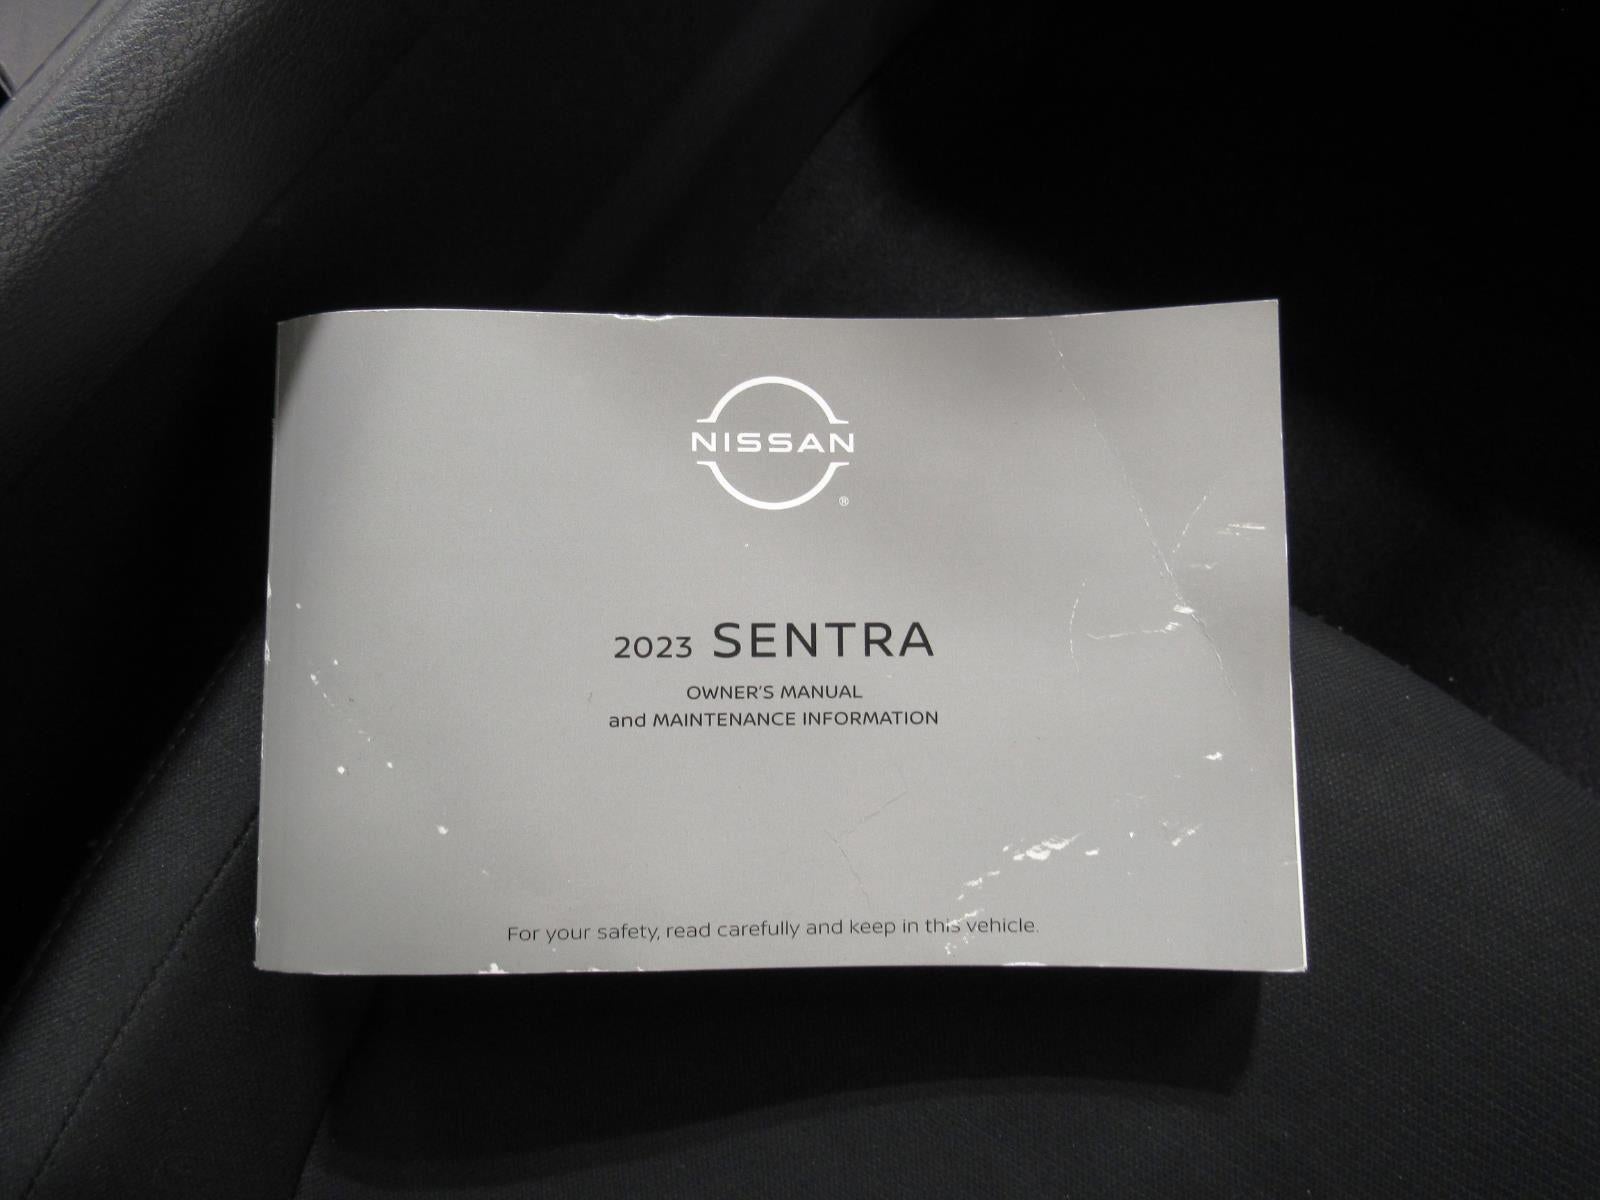 NISSAN
®
2023 SENTRA
OWNER'S MANUAL
and MAINTENANCE INFORMATION
For your safety, read carefully and keep in this vehicle.